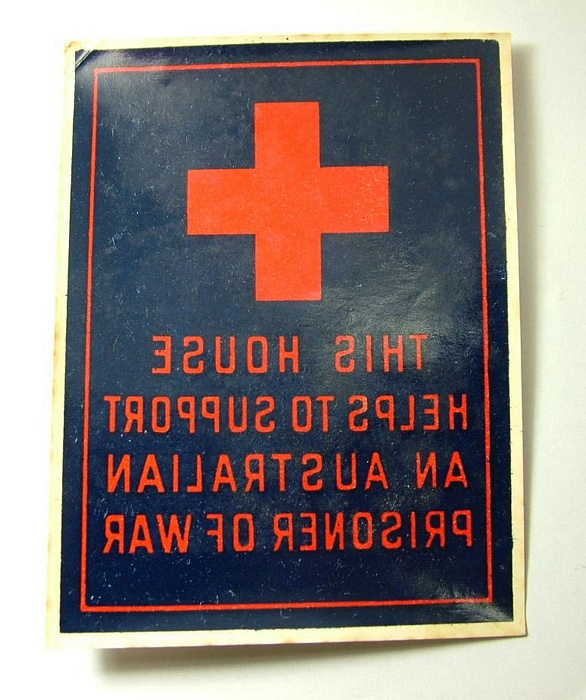 THIS HOUSE
HELPS TO SUPPORT
AN AUSTRALIAN
PRISONER OF WAR